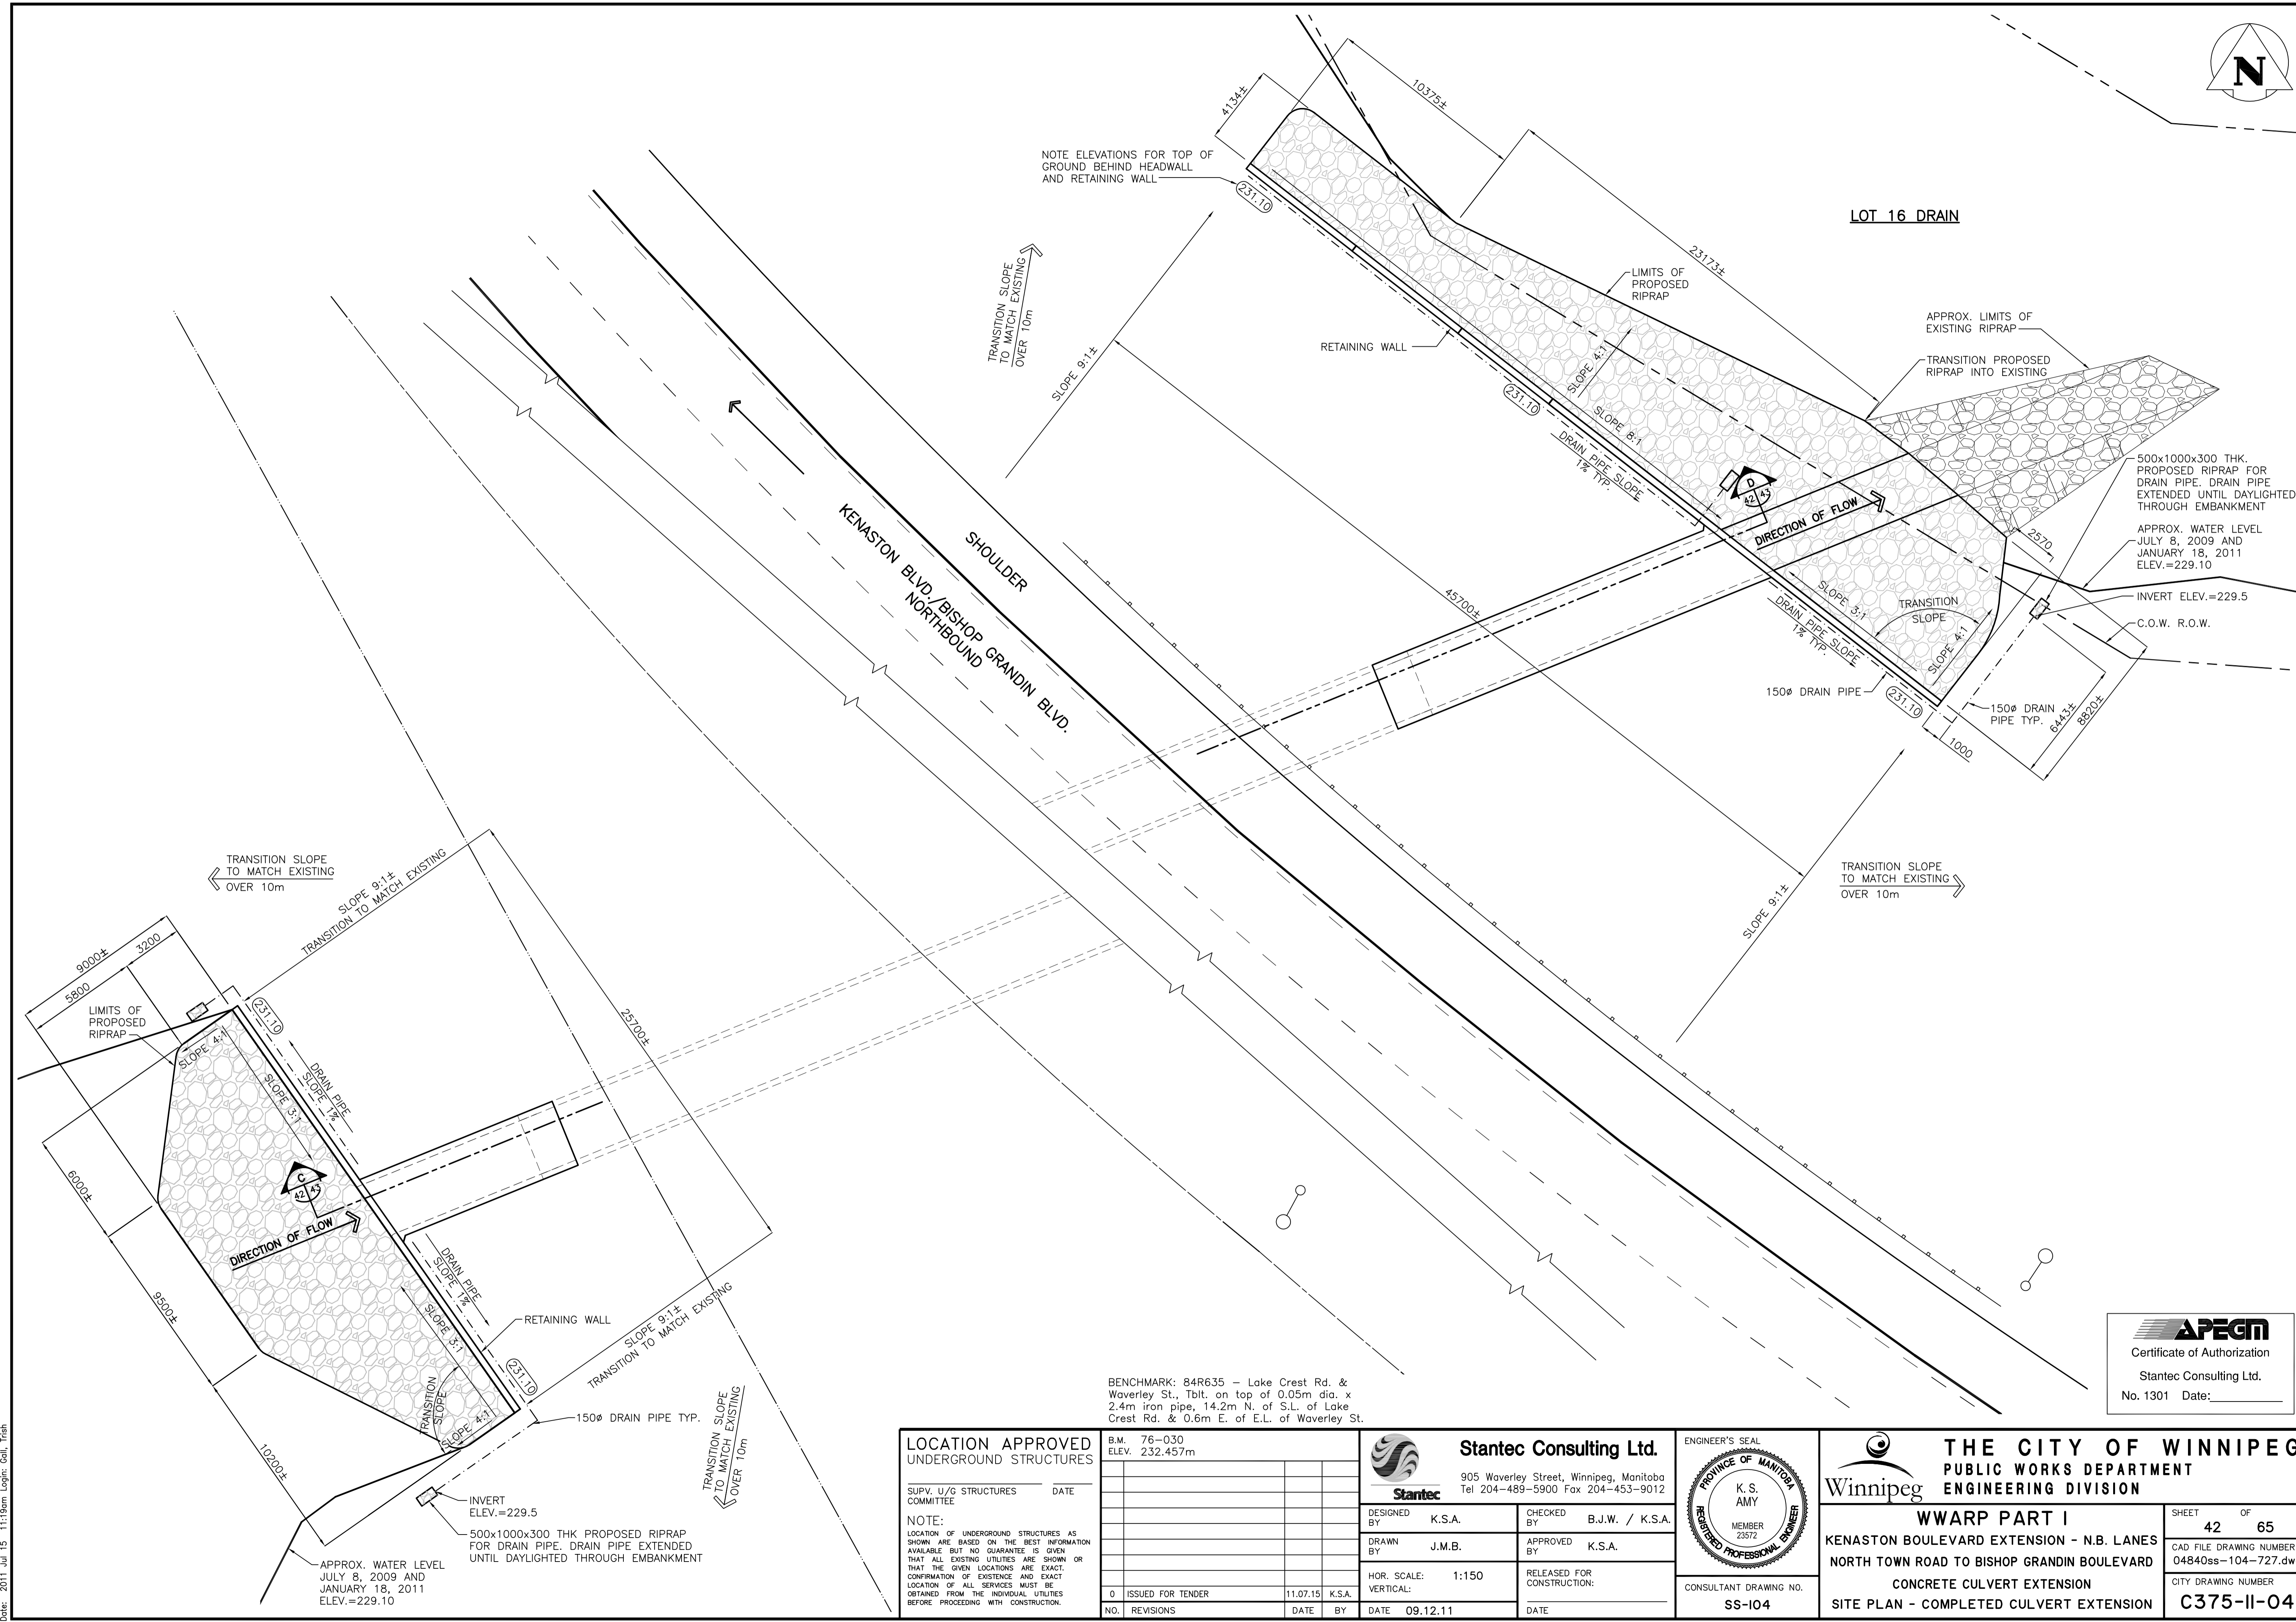 N
4134±
10375±
NOTE ELEVATIONS FOR TOP OF
GROUND BEHIND HEADWALL
AND RETAINING WALL
231.10
LOT 16 DRAIN
23173±
LIMITS OF
PROPOSED
RIPRAP
TRANSITION SLOPE
TO MATCH EXISTING
OVER 10m
SLOPE 9:1±
RETAINING WALL
SLOPE 4:1
APPROX. LIMITS OF
EXISTING RIPRAP
TRANSITION PROPOSED
RIPRAP INTO EXISTING
231.10
SLOPE 8:1
DRAIN PIPE SLOPE
1% TYP.
D
42 43
DIRECTION OF FLOW
500x1000x300 THK.
PROPOSED RIPRAP FOR
DRAIN PIPE. DRAIN PIPE
EXTENDED UNTIL DAYLIGHTED
THROUGH EMBANKMENT
2570
APPROX. WATER LEVEL
JULY 8, 2009 AND
JANUARY 18, 2011
ELEV.=229.10
INVERT ELEV.=229.5
C.O.W. R.O.W.
KENASTON BLVD./BISHOP GRANDIN BLVD.
NORTHBOUND
SHOULDER
45700±
SLOPE 3:1
TRANSITION
SLOPE
SLOPE 4:1
DRAIN PIPE SLOPE
1% TYP.
150ø DRAIN PIPE
231.10
150ø DRAIN
PIPE TYP.
6443±
8820±
1000
TRANSITION SLOPE
TO MATCH EXISTING
OVER 10m
SLOPE 9:1±
TRANSITION SLOPE
TO MATCH EXISTING
OVER 10m
SLOPE 9:1±
TRANSITION TO MATCH EXISTING
9000±
3200
5800
LIMITS OF
PROPOSED
RIPRAP
231.10
SLOPE 4:1
SLOPE 3:1
DRAIN PIPE
SLOPE 1%
25700±
6000±
C
42 43
DIRECTION OF FLOW
DRAIN PIPE
SLOPE 1%
9500±
SLOPE 3:1
RETAINING WALL
231.10
SLOPE 9:1±
TRANSITION TO MATCH EXISTING
TRANSITION
SLOPE
SLOPE 4:1
150ø DRAIN PIPE TYP.
TRANSITION SLOPE
TO MATCH EXISTING
OVER 10m
10200±
INVERT
ELEV.=229.5
500x1000x300 THK PROPOSED RIPRAP
FOR DRAIN PIPE. DRAIN PIPE EXTENDED
UNTIL DAYLIGHTED THROUGH EMBANKMENT
APPROX. WATER LEVEL
JULY 8, 2009 AND
JANUARY 18, 2011
ELEV.=229.10
Date: 2011 Jul 15 11:19am Login: Gall, Trish
BENCHMARK: 84R635 – Lake Crest Rd. &
Waverley St., Tblt. on top of 0.05m dia. x
2.4m iron pipe, 14.2m N. of S.L. of Lake
Crest Rd. & 0.6m E. of E.L. of Waverley St.
APEGM
Certificate of Authorization
Stantec Consulting Ltd.
No. 1301 Date:
LOCATION APPROVED
UNDERGROUND STRUCTURES
SUPV. U/G STRUCTURES DATE
COMMITTEE
NOTE:
LOCATION OF UNDERGROUND STRUCTURES AS
SHOWN ARE BASED ON THE BEST INFORMATION
AVAILABLE BUT NO GUARANTEE IS GIVEN
THAT ALL EXISTING UTILITIES ARE SHOWN OR
THAT THE GIVEN LOCATIONS ARE EXACT.
CONFIRMATION OF EXISTENCE AND EXACT
LOCATION OF ALL SERVICES MUST BE
OBTAINED FROM THE INDIVIDUAL UTILITIES
BEFORE PROCEEDING WITH CONSTRUCTION.
B.M. 76-030
ELEV. 232.457m
0 ISSUED FOR TENDER 11.07.15 K.S.A.
NO. REVISIONS DATE BY
Stantec
Stantec Consulting Ltd.
905 Waverley Street, Winnipeg, Manitoba
Tel 204-489-5900 Fax 204-453-9012
DESIGNED BY K.S.A.
CHECKED BY B.J.W. / K.S.A.
DRAWN BY J.M.B.
APPROVED BY K.S.A.
HOR. SCALE: 1:150
VERTICAL:
RELEASED FOR
CONSTRUCTION:
DATE 09.12.11
DATE
ENGINEER'S SEAL
PROVINCE OF MANITOBA
K. S.
AMY
MEMBER
23572
REGISTERED PROFESSIONAL ENGINEER
CONSULTANT DRAWING NO.
SS-104
Winnipeg
THE CITY OF WINNIPEG
PUBLIC WORKS DEPARTMENT
ENGINEERING DIVISION
WWARP PART 1
KENASTON BOULEVARD EXTENSION - N.B. LANES
NORTH TOWN ROAD TO BISHOP GRANDIN BOULEVARD
CONCRETE CULVERT EXTENSION
SITE PLAN - COMPLETED CULVERT EXTENSION
SHEET OF
42 65
CAD FILE DRAWING NUMBER
04840ss-104-727.dw
CITY DRAWING NUMBER
C375-11-04